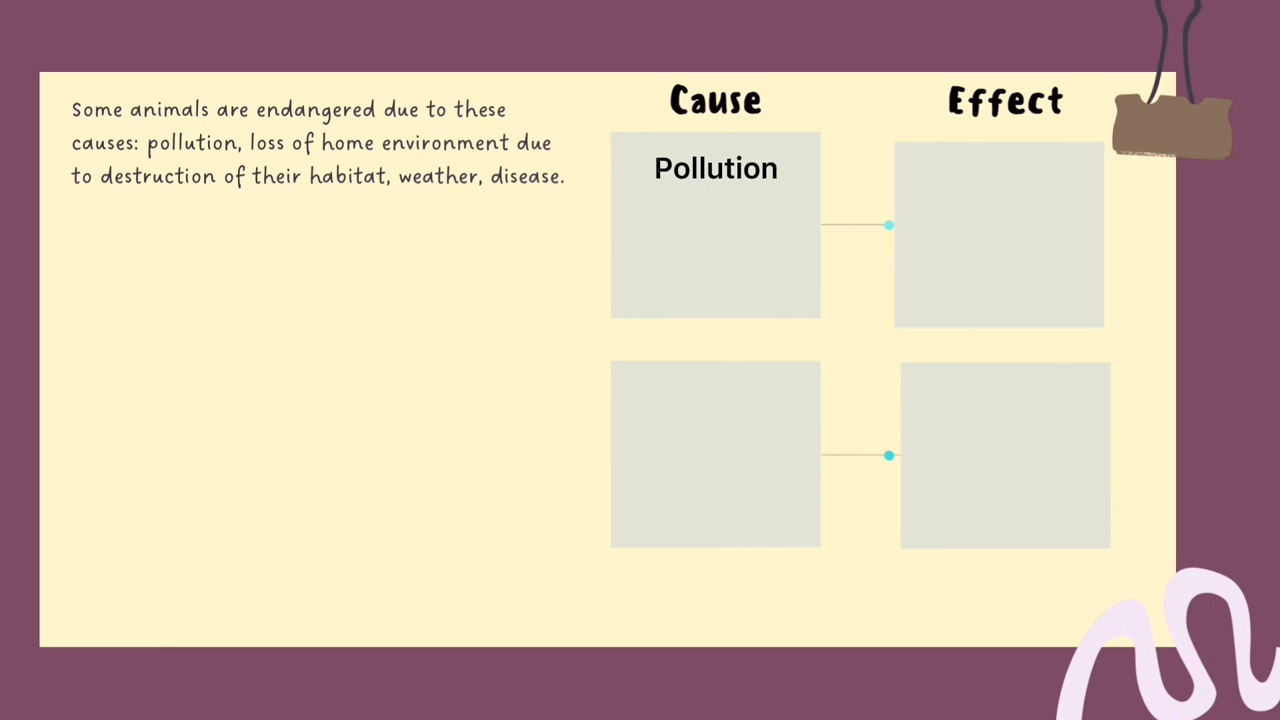 Some animals are endangered due to these
causes: pollution, loss of home environment due
to destruction of their habitat, weather, disease.
Cause
Effect
Pollution